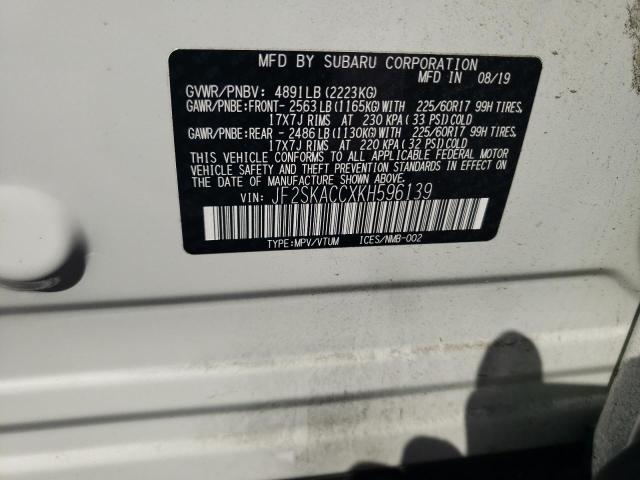 MFD BY SUBARU CORPORATION
MFD IN 08/19
GVWR/PNBV: 4891LB(2223KG)
GAWR/PNBE:FRONT-2563LB(1165KG)WITH 225/60R17 99H TIRES,
17X7J RIMS AT 230 KPA(33 PSI)COLD
GAWR/PNBE:REAR -2486LB(1130KG)WITH 225/60R17 99H TIRES,
17X7J RIMS AT 220 KPA(32 PSI)COLD
THIS VEHICLE CONFORMS TO ALL APPLICABLE FEDERAL MOTOR
VEHICLE SAFETY AND THEFT PREVENTION STANDARDS IN EFFECT ON
THE DATE OF MANUFACTURE SHOWN ABOVE.
VIN: JF2SKACCXKH596139
TYPE:MPV/VTUM ICES/NMB-002